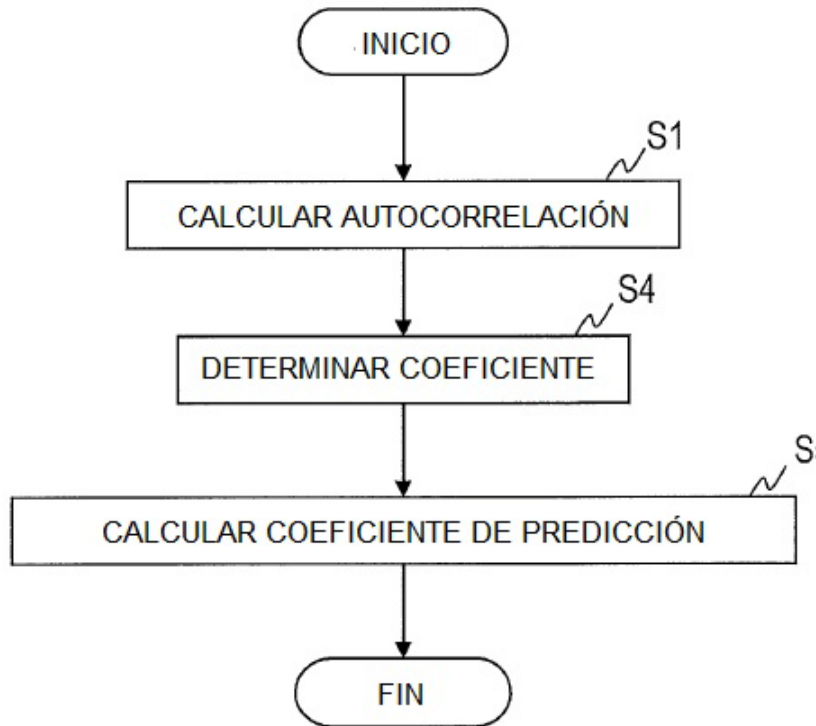 INICIO
S1
CALCULAR AUTOCORRELACIÓN
S4
DETERMINAR COEFICIENTE
CALCULAR COEFICIENTE DE PREDICCIÓN
FIN